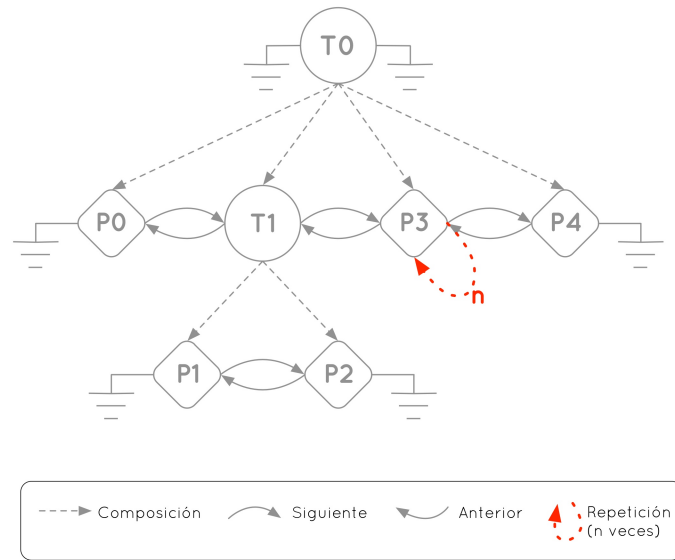 T0
P0
T1
P3
P4
n
P1
P2
Composición
Siguiente
Anterior
Repetición
(n veces)